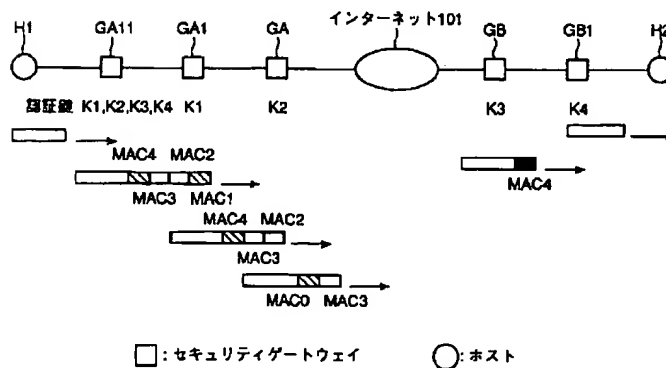 インターネット101
H1 GA11 GA1 GA GB GB1 H2
認証鍵 K1,K2,K3,K4 K1 K2 K3 K4
MAC4 MAC2
MAC3 MAC1
MAC4
MAC4 MAC2
MAC3
MAC0 MAC3
□:セキュリティゲートウェイ ○:ホスト